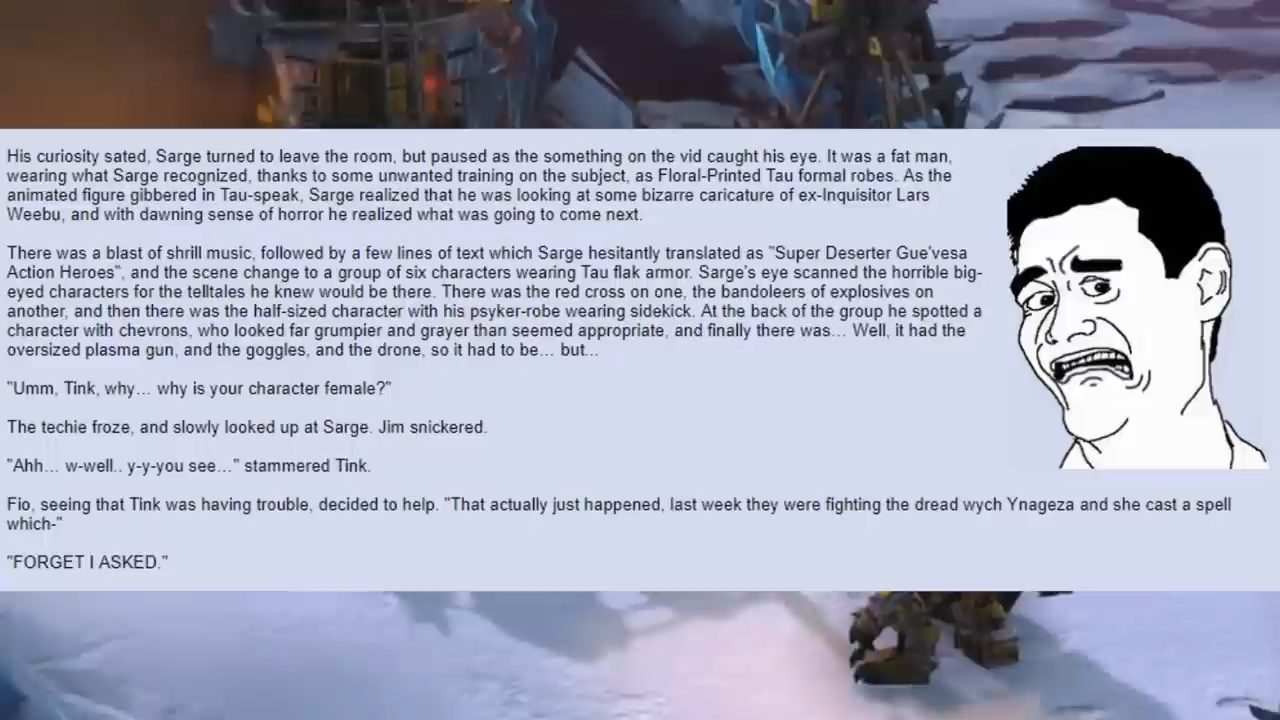 His curiosity sated, Sarge turned to leave the room, but paused as the something on the vid caught his eye. It was a fat man,
wearing what Sarge recognized, thanks to some unwanted training on the subject, as Floral-Printed Tau formal robes. As the
animated figure gibbered in Tau-speak, Sarge realized that he was looking at some bizarre caricature of ex-Inquisitor Lars
Weebu, and with dawning sense of horror he realized what was going to come next.
There was a blast of shrill music, followed by a few lines of text which Sarge hesitantly translated as "Super Deserter Gue'vesa
Action Heroes", and the scene change to a group of six characters wearing Tau flak armor. Sarge's eye scanned the horrible big-
eyed characters for the telltales he knew would be there. There was the red cross on one, the bandoleers of explosives on
another, and then there was the half-sized character with his psyker-robe wearing sidekick. At the back of the group he spotted a
character with chevrons, who looked far grumpier and grayer than seemed appropriate, and finally there was... Well, it had the
oversized plasma gun, and the goggles, and the drone, so it had to be... but...
"Umm, Tink, why... why is your character female?"
The techie froze, and slowly looked up at Sarge. Jim snickered.
"Ahh... w-well.. y-y-you see..." stammered Tink.
Fio, seeing that Tink was having trouble, decided to help. "That actually just happened, last week they were fighting the dread wych Ynageza and she cast a spell
which-"
"FORGET I ASKED."